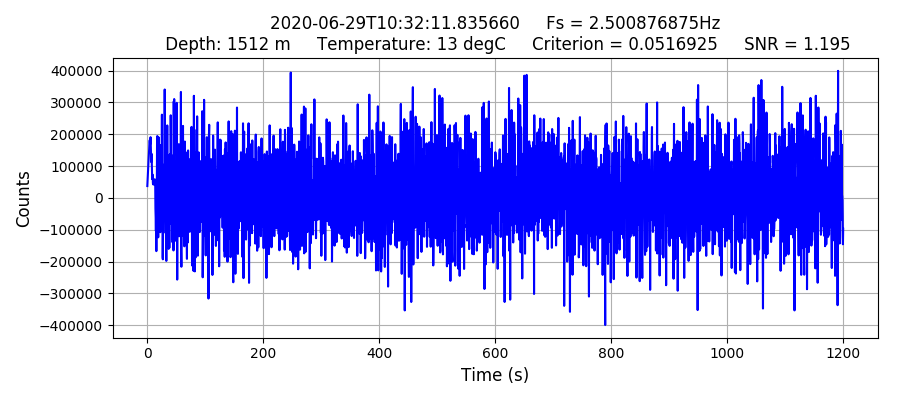 2020-06-29T10:32:11.835660 Fs = 2.500876875Hz
Depth: 1512 m Temperature: 13 degC Criterion = 0.0516925 SNR = 1.195
400000
300000
200000
100000
0
−100000
−200000
−300000
−400000
Counts
0 200 400 600 800 1000 1200
Time (s)